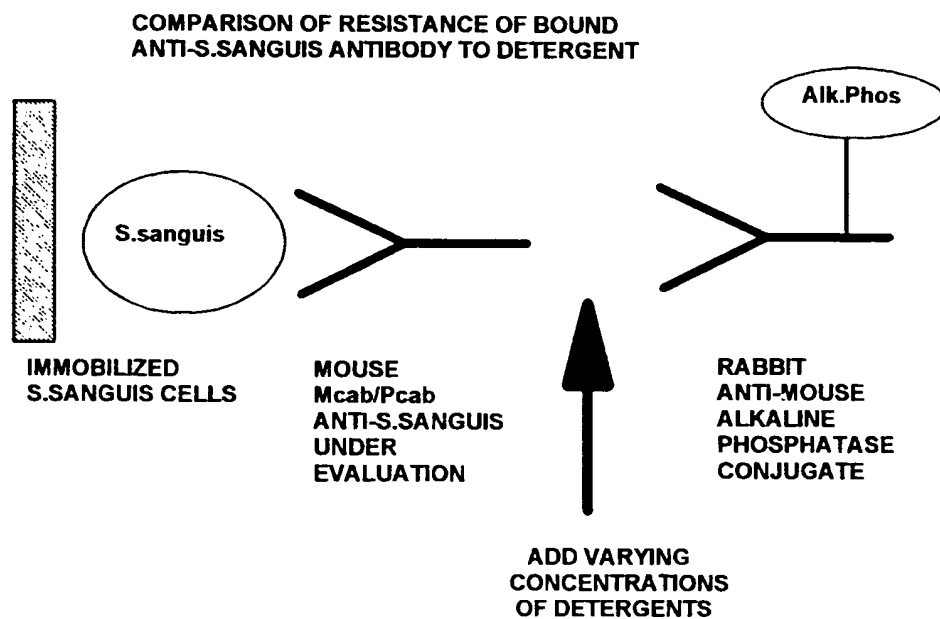 COMPARISON OF RESISTANCE OF BOUND
ANTI-S.SANGUIS ANTIBODY TO DETERGENT
Alk.Phos
S.sanguis
IMMOBILIZED
S.SANGUIS CELLS
MOUSE
Mcab/Pcab
ANTI-S.SANGUIS
UNDER
EVALUATION
RABBIT
ANTI-MOUSE
ALKALINE
PHOSPHATASE
CONJUGATE
ADD VARYING
CONCENTRATIONS
OF DETERGENTS